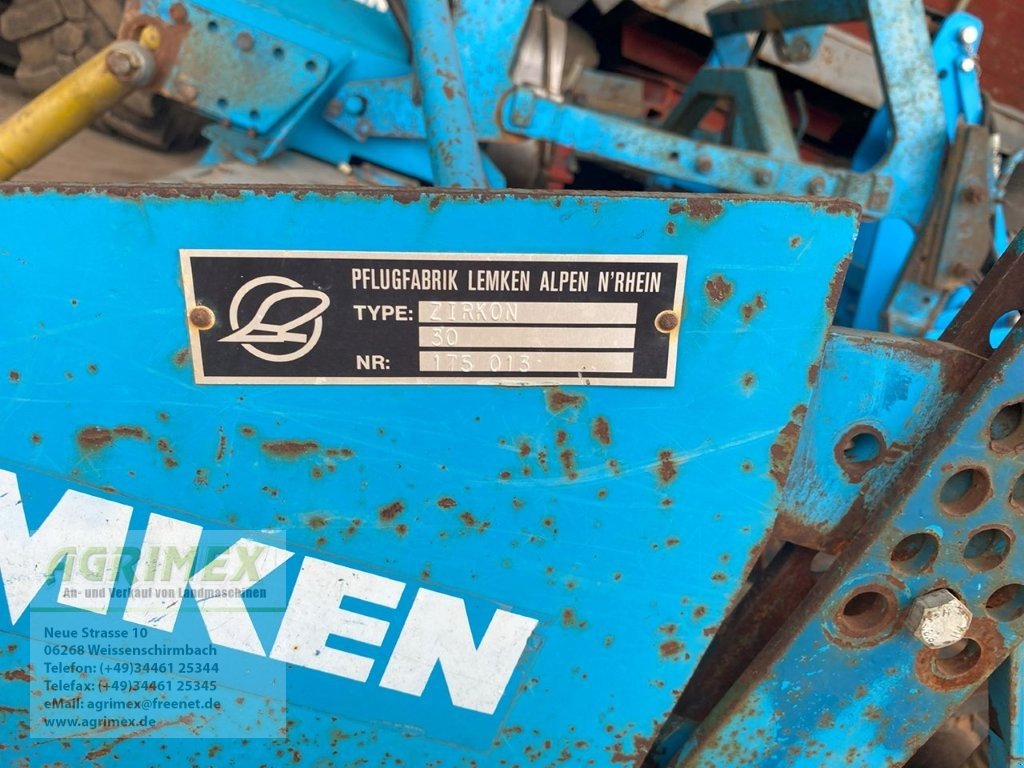 PFLUGFABRIK LEMKEN ALPEN N'RHEIN
TYPE: ZIRKON
30
NR: 175 013
MKEN
AGRIMEX
An- und Verkauf von Landmaschinen
Neue Strasse 10
06268 Weissenschirmbach
Telefon: (+49)34461 25344
Telefax: (+49)34461 25345
eMail: agrimex@freenet.de
www.agrimex.de